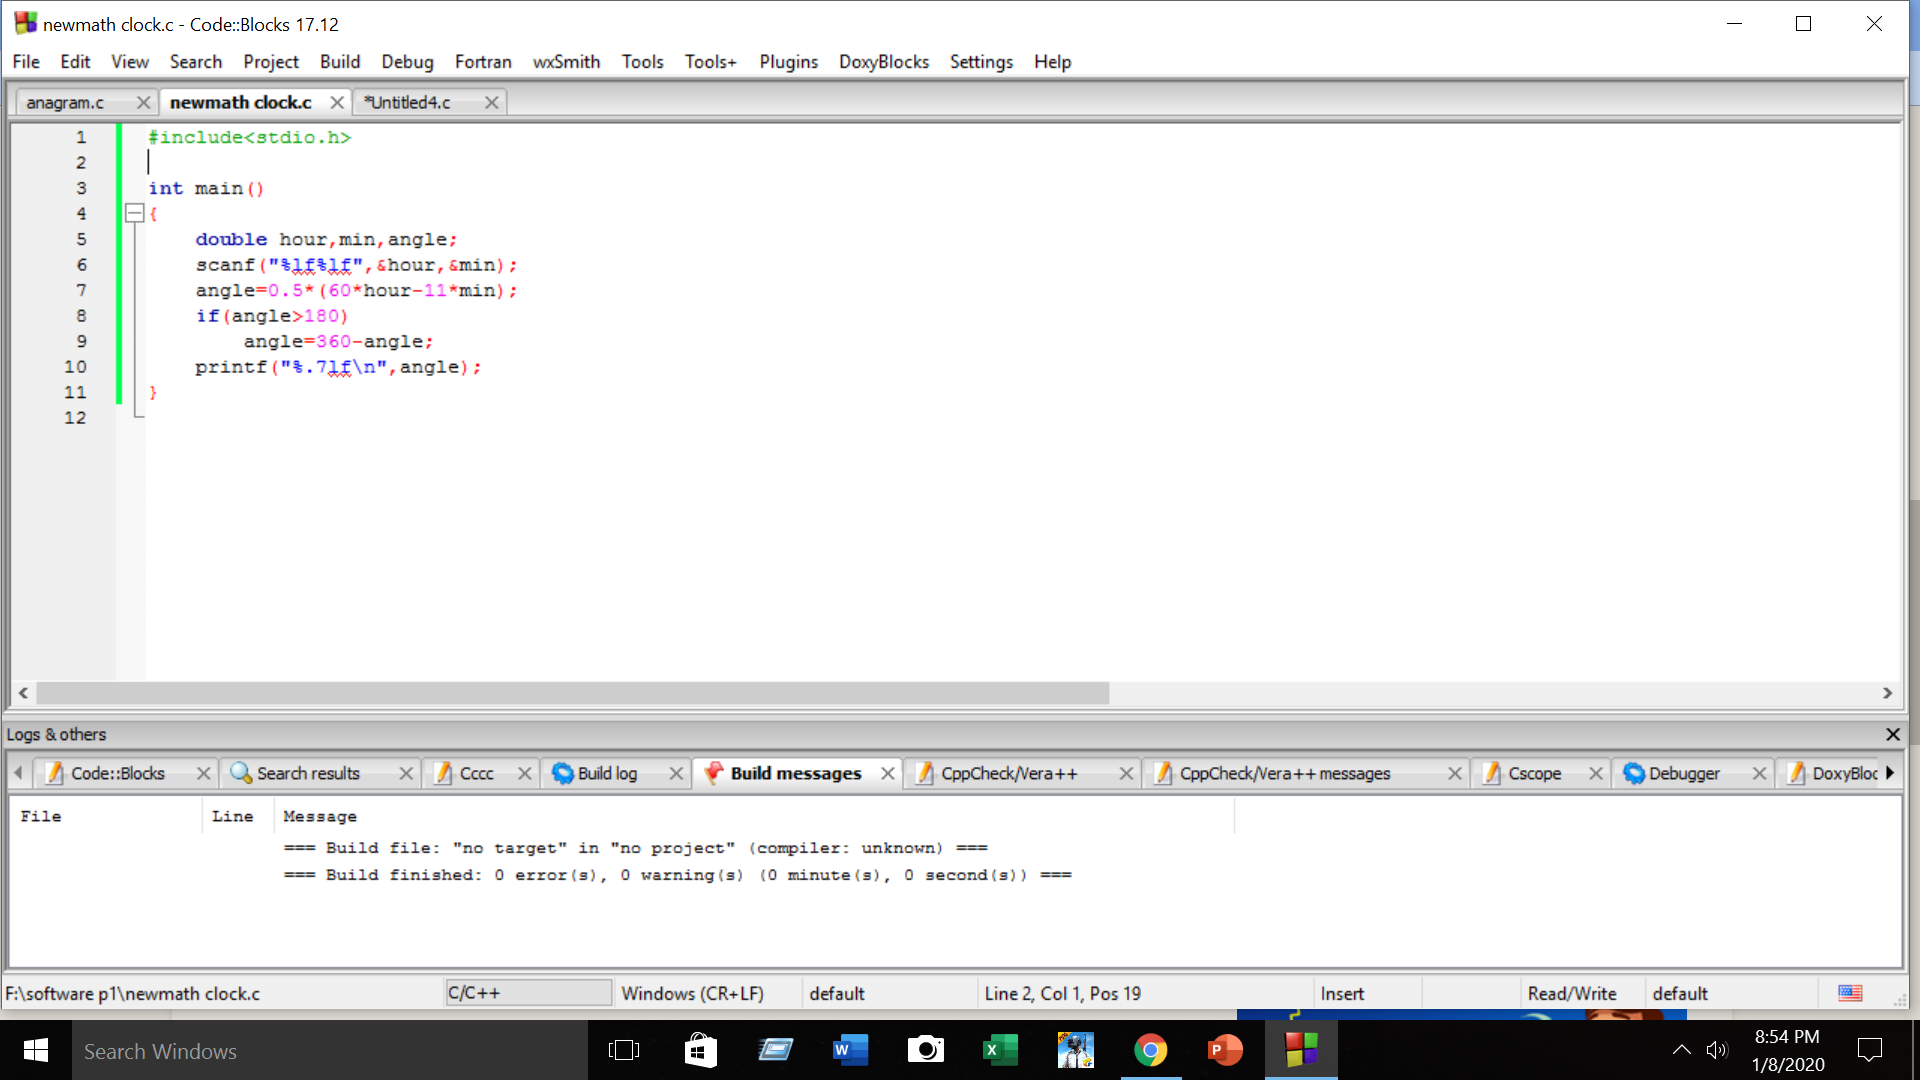 newmath clock.c - Code::Blocks 17.12
File Edit View Search Project Build Debug Fortran wxSmith Tools Tools+ Plugins DoxyBlocks Settings Help
anagram.c newmath clock.c *Untitled4.c
1 #include<stdio.h>
2
3 int main()
4 {
5 double hour,min,angle;
6 scanf("%lf%lf",&hour,&min);
7 angle=0.5*(60*hour-11*min);
8 if(angle>180)
9 angle=360-angle;
10 printf("%.7lf\n",angle);
11 }
12
Logs & others
Code::Blocks Search results Cccc Build log Build messages CppCheck/Vera++ CppCheck/Vera++ messages Cscope Debugger DoxyBloc
File Line Message
=== Build file: "no target" in "no project" (compiler: unknown) ===
=== Build finished: 0 error(s), 0 warning(s) (0 minute(s), 0 second(s)) ===
F:\software p1\newmath clock.c C/C++ Windows (CR+LF) default Line 2, Col 1, Pos 19 Insert Read/Write default
Search Windows
8:54 PM
1/8/2020